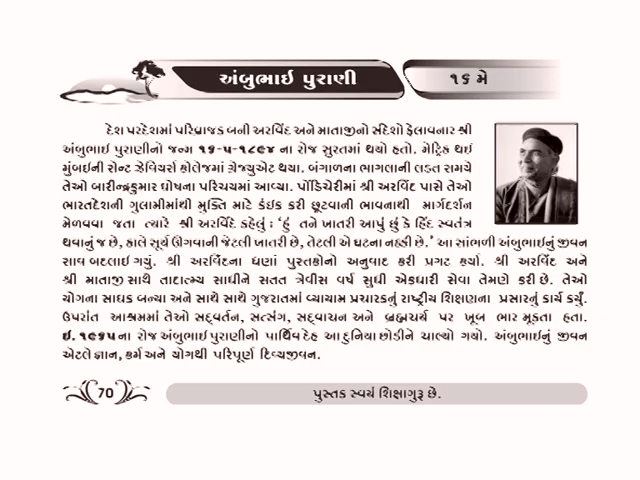 અંબુભાઈ પુરાણી
૧૬ મે
દેશ પરદેશમાં પરિવ્રાજક બની અરવિંદ અને માતાજીનો સંદેશો ફેલાવનાર શ્રી
અંબુભાઈ પુરાણીનો જન્મ ૧૬-૫-૧૮૯૪ ના રોજ સુરતમાં થયો હતો. મેટ્રિક થઈ
મુંબઈની સેન્ટ ઝેવિયર્સ કોલેજમાં ગ્રેજ્યુએટ થયા. બંગાળના ભાગલાની લડત સમયે
તેઓ બારીન્દ્રકુમાર ઘોષના પરિચયમાં આવ્યા. પોંડિચેરીમાં શ્રી અરવિંદ પાસે તેઓ
ભારતદેશની ગુલામીમાંથી મુક્તિ માટે કંઇક કરી છૂટવાની ભાવનાથી માર્ગદર્શન
મેળવવા જતા ત્યારે શ્રી અરવિંદે કહેલું : ‘હું તને ખાતરી આપું છું કે હિંદ સ્વતંત્ર
થવાનું જ છે, કાલે સૂર્ય ઊગવાની જેટલી ખાતરી છે, તેટલી એ ઘટના નક્કી છે.’ આ સાંભળી અંબુભાઈનું જીવન
સાવ બદલાઈ ગયું. શ્રી અરવિંદના ઘણાં પુસ્તકોનો અનુવાદ કરી પ્રગટ કર્યો. શ્રી અરવિંદ અને
શ્રી માતાજી સાથે તાદાત્મ્ય સાધીને સતત ત્રેવીસ વર્ષ સુધી એકધારી સેવા તેમણે કરી છે. તેઓ
યોગના સાધક બન્યા અને સાથે સાથે ગુજરાતમાં વ્યાયામ પ્રચારકનું રાષ્ટ્રીય શિક્ષણના પ્રસારનું કાર્ય કર્યું.
ઉપરાંત આશ્રમમાં તેઓ સદ્‌વર્તન, સત્સંગ, સદ્‌વાચન અને બ્રહ્મચર્ય પર ખૂબ ભાર મૂકતા હતા.
ઇ. ૧૯૬૫ ના રોજ અંબુભાઈ પુરાણીનો પાર્થિવ દેહ આ દુનિયા છોડીને ચાલ્યો ગયો. અંબુભાઈનું જીવન
એટલે જ્ઞાન, કર્મ અને યોગથી પરિપૂર્ણ દિવ્યજીવન.
70
પુસ્તક સ્વયં શિક્ષાગુરૂ છે.